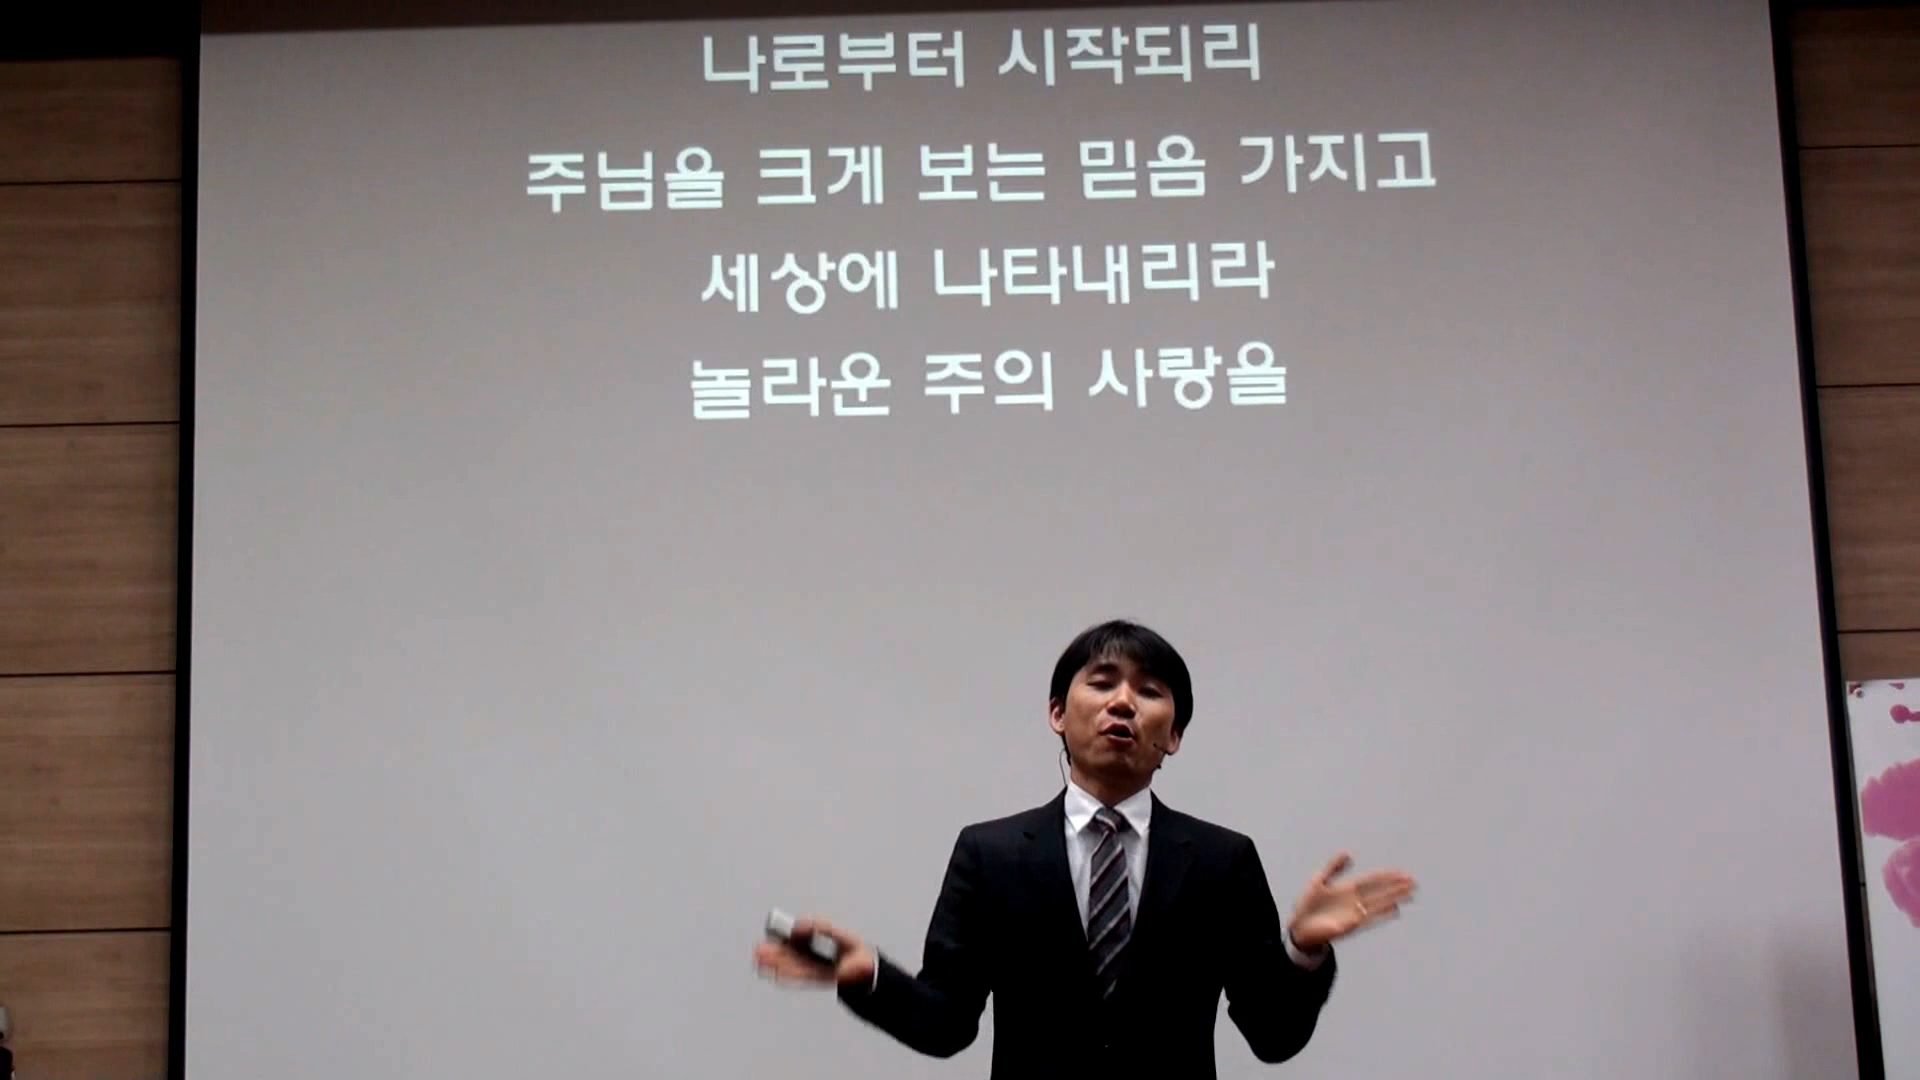 나로부터 시작되리
주님을 크게 보는 믿음 가지고
세상에 나타내리라
놀라운 주의 사랑을